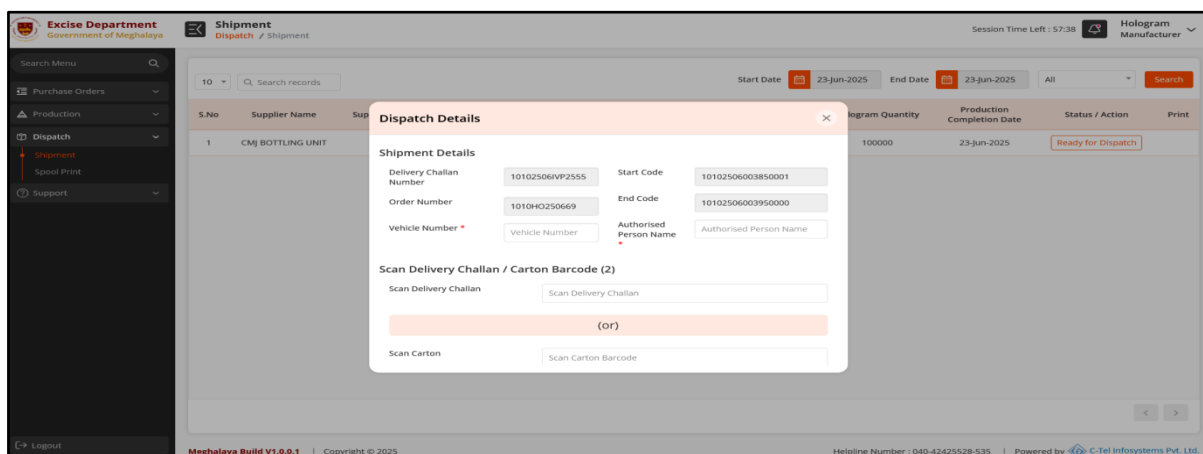 Excise Department
Government of Meghalaya
Shipment
Dispatch / Shipment
Session Time Left : 57:38
Hologram
Manufacturer
Search Menu
Purchase Orders
Production
Dispatch
Shipment
Spool Print
Support
Logout
10
Search records
Start Date
23-Jun-2025
End Date
23-Jun-2025
All
Search
S.No
Supplier Name
Sup
logram Quantity
Production
Completion Date
Status / Action
Print
1
CMJ BOTTLING UNIT
100000
23-Jun-2025
Ready for Dispatch
Dispatch Details
Shipment Details
Delivery Challan
Number
10102506IVP2555
Start Code
10102506003850001
Order Number
1010HO250669
End Code
10102506003950000
Vehicle Number *
Vehicle Number
Authorised
Person Name
*
Authorised Person Name
Scan Delivery Challan / Carton Barcode (2)
Scan Delivery Challan
Scan Delivery Challan
(or)
Scan Carton
Scan Carton Barcode
Meghalaya Build V1.0.0.1 | Copyright © 2025
Helpline Number : 040-42425528-535 | Powered by C-Tel Infosystems Pvt. Ltd.